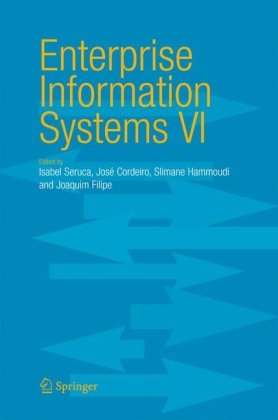 Enterprise
Information
Systems VI
Edited by
Isabel Seruca, José Cordeiro, Slimane Hammoudi
and Joaquim Filipe
Springer